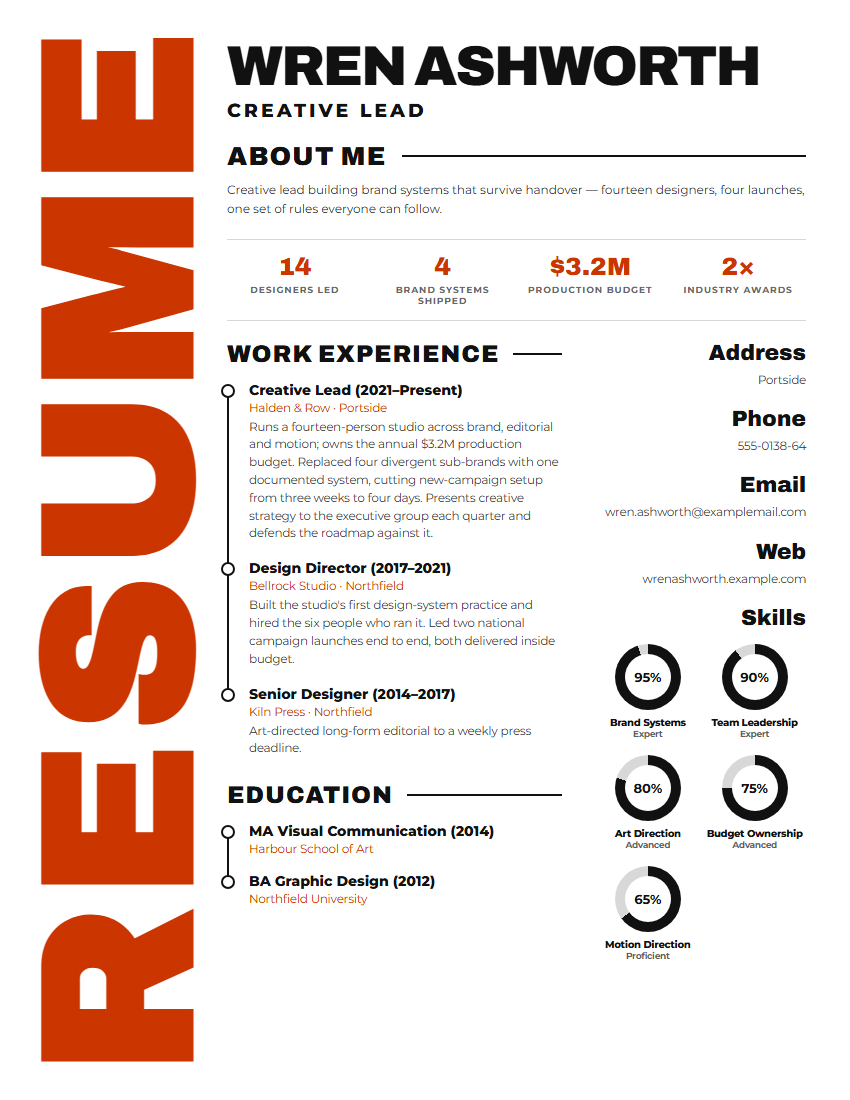 RESUME
WREN ASHWORTH
CREATIVE LEAD
ABOUT ME
Creative lead building brand systems that survive handover — fourteen designers, four launches,
one set of rules everyone can follow.
14
DESIGNERS LED
4
BRAND SYSTEMS
SHIPPED
$3.2M
PRODUCTION BUDGET
2×
INDUSTRY AWARDS
WORK EXPERIENCE
Creative Lead (2021–Present)
Halden & Row · Portside
Runs a fourteen-person studio across brand, editorial
and motion; owns the annual $3.2M production
budget. Replaced four divergent sub-brands with one
documented system, cutting new-campaign setup
from three weeks to four days. Presents creative
strategy to the executive group each quarter and
defends the roadmap against it.
Design Director (2017–2021)
Bellrock Studio · Northfield
Built the studio's first design-system practice and
hired the six people who ran it. Led two national
campaign launches end to end, both delivered inside
budget.
Senior Designer (2014–2017)
Kiln Press · Northfield
Art-directed long-form editorial to a weekly press
deadline.
EDUCATION
MA Visual Communication (2014)
Harbour School of Art
BA Graphic Design (2012)
Northfield University
Address
Portside
Phone
555-0138-64
Email
wren.ashworth@examplemail.com
Web
wrenashworth.example.com
Skills
95%
Brand Systems
Expert
90%
Team Leadership
Expert
80%
Art Direction
Advanced
75%
Budget Ownership
Advanced
65%
Motion Direction
Proficient